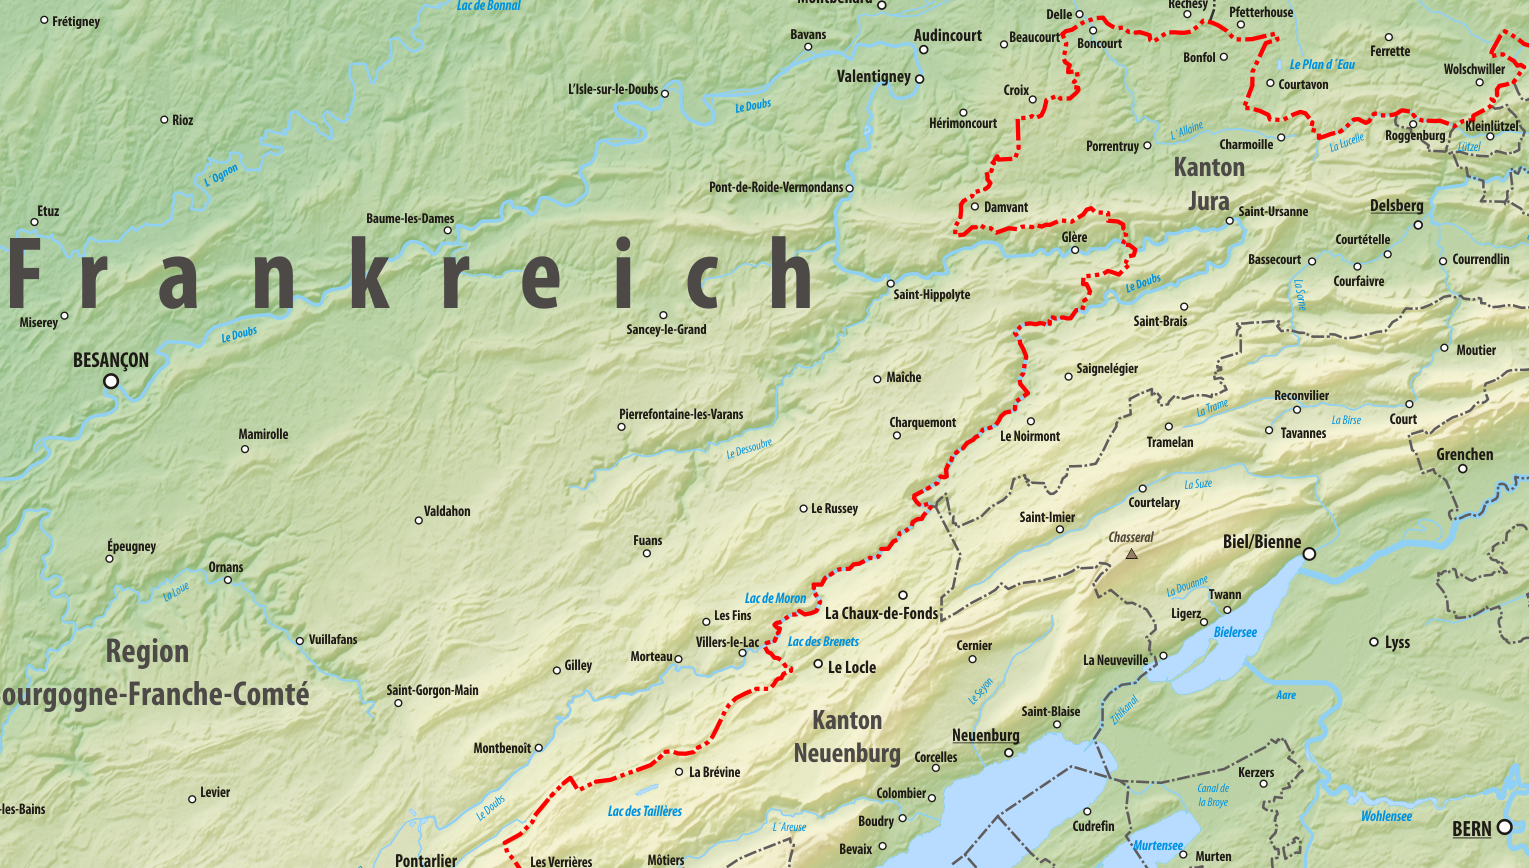 Lac de Bonnal
Montbéliard
Delle
Réchésy
Pfetterhouse
Frétigney
Bavans
Audincourt
Beaucourt
Boncourt
Bonfol
Ferrette
Le Plan d´Eau
Wolschwiller
Valentigney
Courtavon
L'Isle-sur-le-Doubs
Le Doubs
Croix
Hérimoncourt
Rioz
L´Allaine
Roggenburg
Kleinlützel
Porrentruy
Charmoille
La Lucelle
Lützel
L´Ognon
Kanton
Jura
Pont-de-Roide-Vermondans
Etuz
Baume-les-Dames
Damvant
Saint-Ursanne
Delsberg
Glère
Courtételle
Frankreich
Bassecourt
Courrendlin
Courfaivre
Le Doubs
Saint-Hippolyte
La Sorne
Miserey
Sancey-le-Grand
Saint-Brais
Le Doubs
BESANÇON
Moutier
Maîche
Saignelégier
Pierrefontaine-les-Varans
Reconvilier
La Trame
La Birse
Court
Charquemont
Mamirolle
Le Noirmont
Tramelan
Tavannes
Le Dessoubre
Grenchen
La Suze
Courtelary
Valdahon
Le Russey
Saint-Imier
Chasseral
Fuans
Biel/Bienne
Épeugney
Ornans
La Loue
La Douanne
Twann
Lac de Moron
La Chaux-de-Fonds
Ligerz
Les Fins
Bielersee
Villers-le-Lac
Lac des Brenets
Vuillafans
Cernier
Lyss
Region
Bourgogne-Franche-Comté
Morteau
Gilley
Le Locle
La Neuveville
Saint-Gorgon-Main
Le Seyon
Aare
Zihlkanal
Saint-Blaise
Kanton
Neuenburg
Neuenburg
Montbenoît
Corcelles
La Brévine
Kerzers
Levier
Canal de
la Broye
Colombier
-les-Bains
Le Doubs
Lac des Taillères
Wohlensee
L´Areuse
Boudry
Cudrefin
BERN
Bevaix
Murtensee
Murten
Pontarlier
Les Verrières
Môtiers